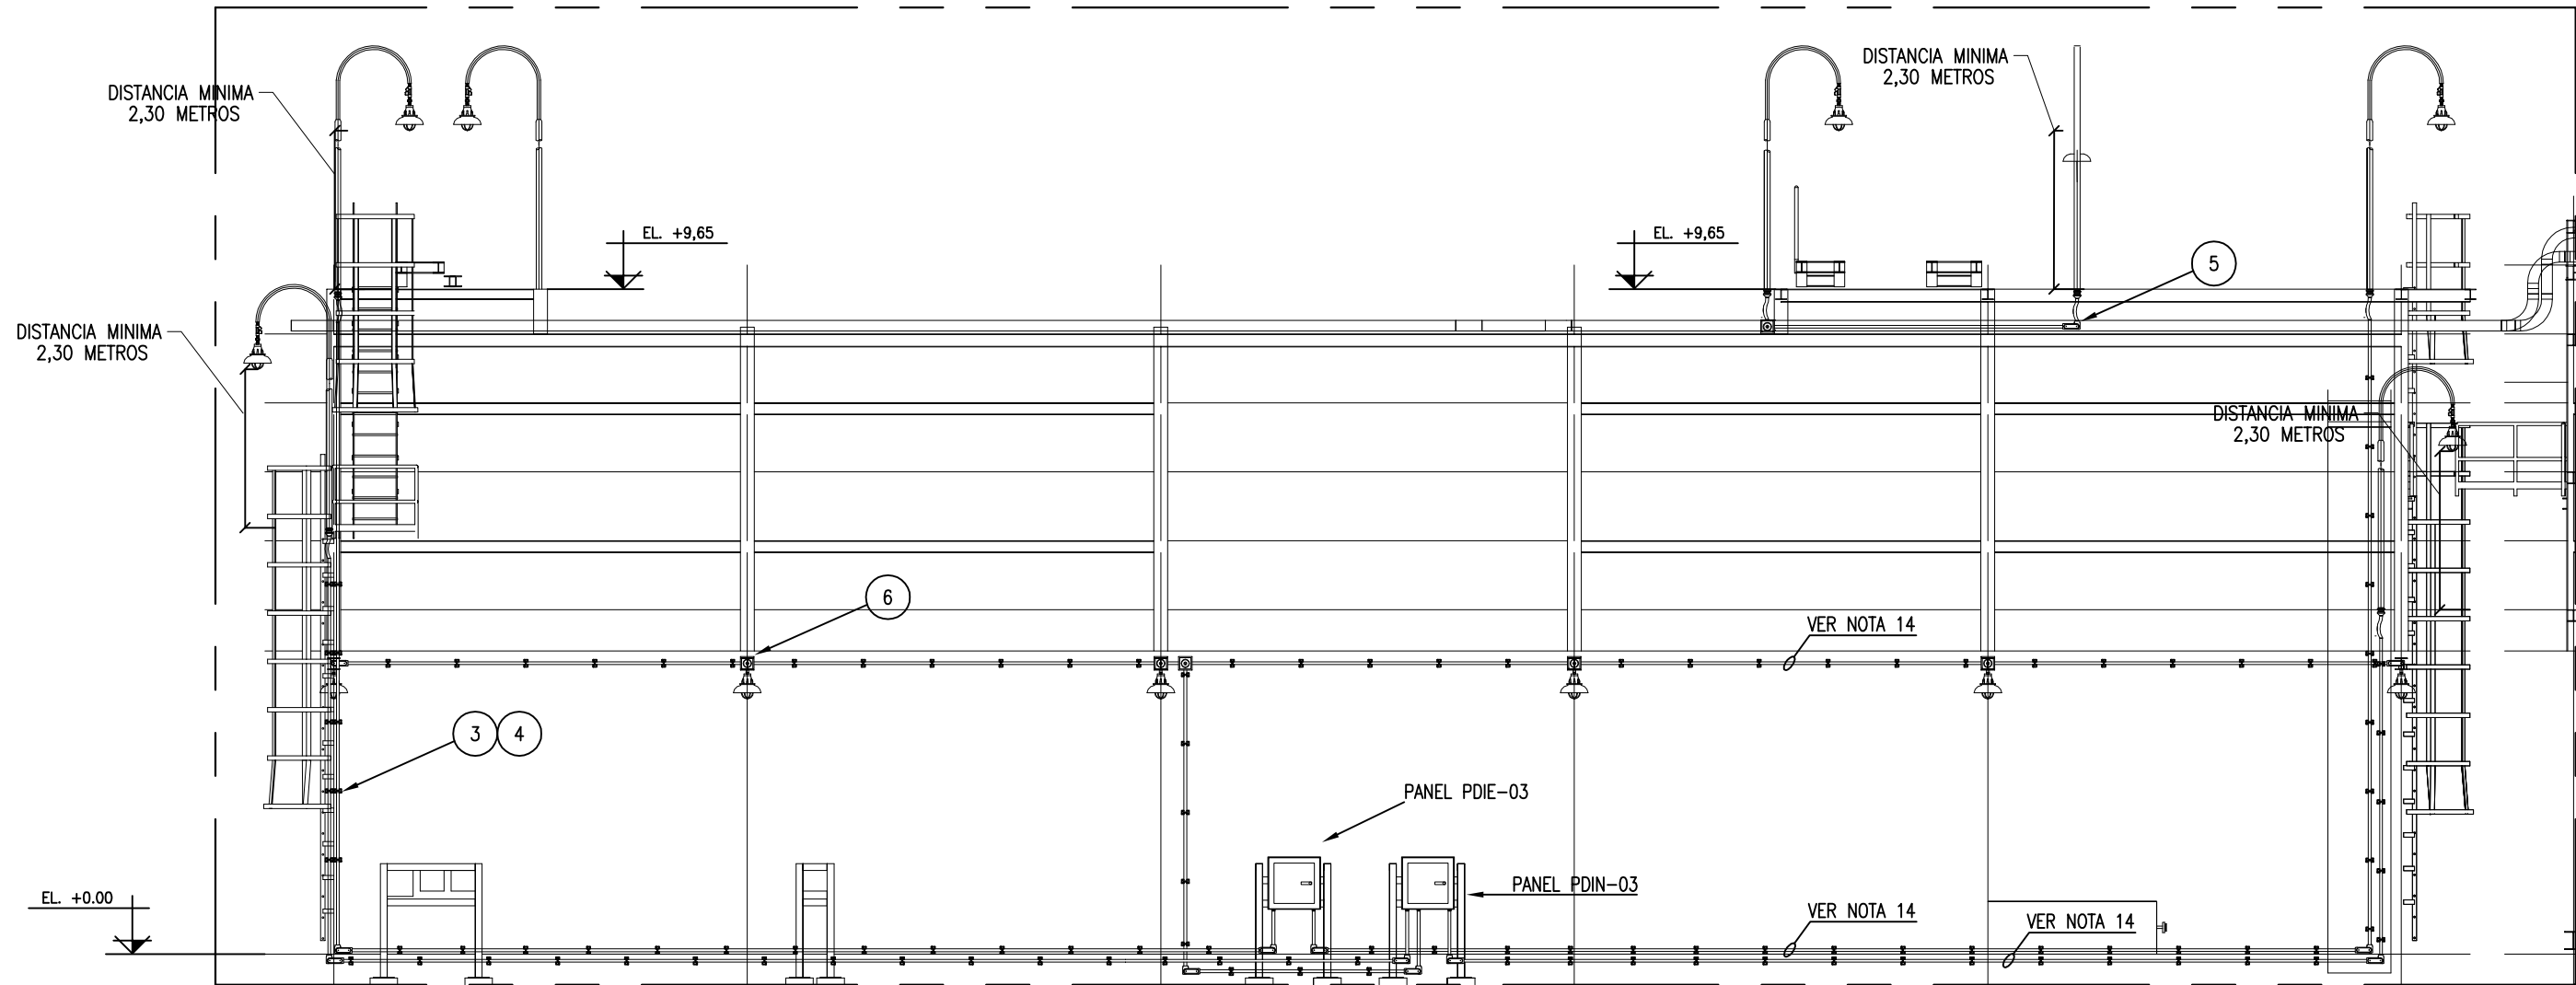 DISTANCIA MINIMA
2,30 METROS
DISTANCIA MINIMA
2,30 METROS
EL. +9,65
EL. +9,65
5
DISTANCIA MINIMA
2,30 METROS
DISTANCIA MINIMA
2,30 METROS
6
VER NOTA 14
3
4
PANEL PDIE-03
PANEL PDIN-03
EL. +0.00
VER NOTA 14
VER NOTA 14